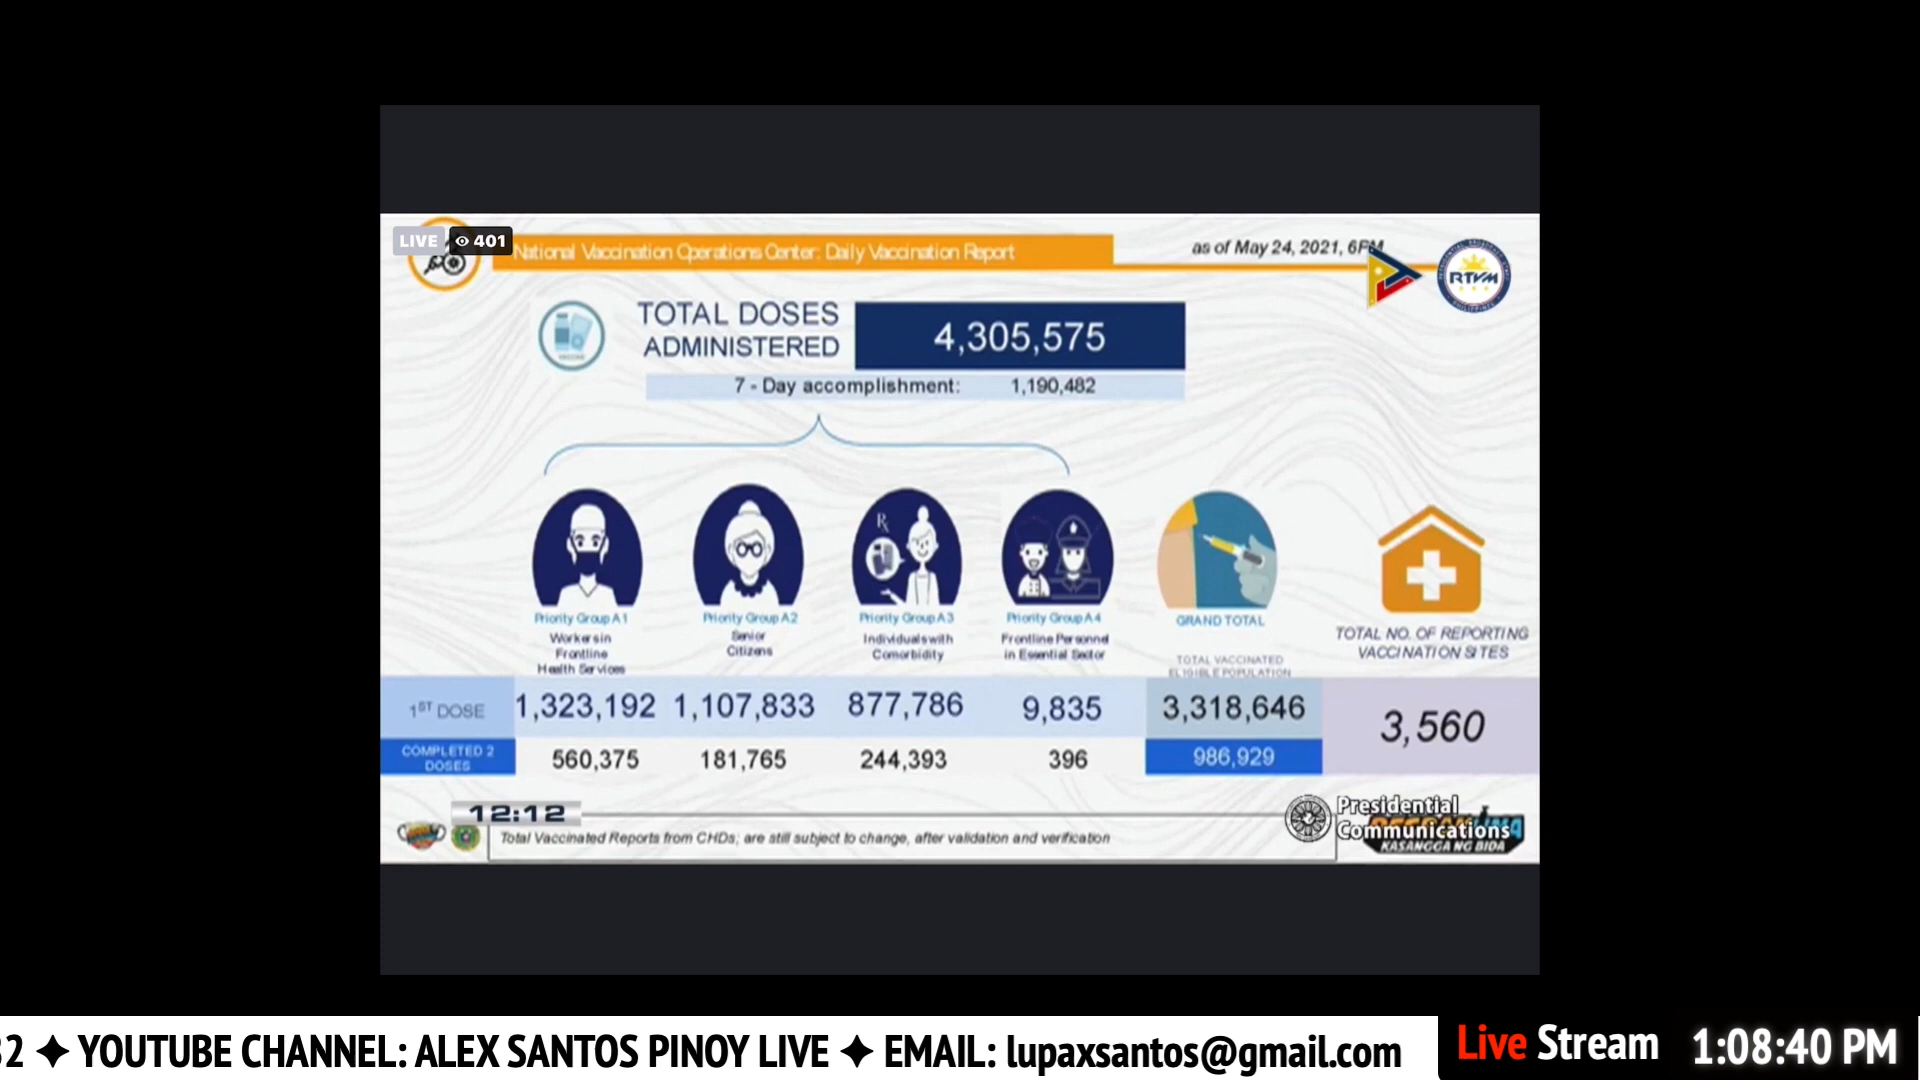 LIVE 401
National Vaccination Operations Center: Daily Vaccination Report
as of May 24, 2021, 6PM
RTVM
TOTAL DOSES
ADMINISTERED
4,305,575
7 - Day accomplishment: 1,190,482
Priority Group A1
Workers in
Frontline
Health Services
Priority Group A2
Senior
Citizens
Rx
Priority Group A3
Individuals with
Comorbidity
Priority Group A4
Frontline Personnel
in Essential Sector
GRAND TOTAL
TOTAL VACCINATED
ELIGIBLE POPULATION
TOTAL NO. OF REPORTING
VACCINATION SITES
1ST DOSE 1,323,192 1,107,833 877,786 9,835 3,318,646 3,560
COMPLETED 2
DOSES
560,375 181,765 244,393 396 986,929
12:12
Total Vaccinated Reports from CHDs; are still subject to change, after validation and verification
Presidential
Communications
KASANGGA NG BIDA
32 ✦ YOUTUBE CHANNEL: ALEX SANTOS PINOY LIVE ✦ EMAIL: lupaxsantos@gmail.com
Live Stream 1:08:40 PM